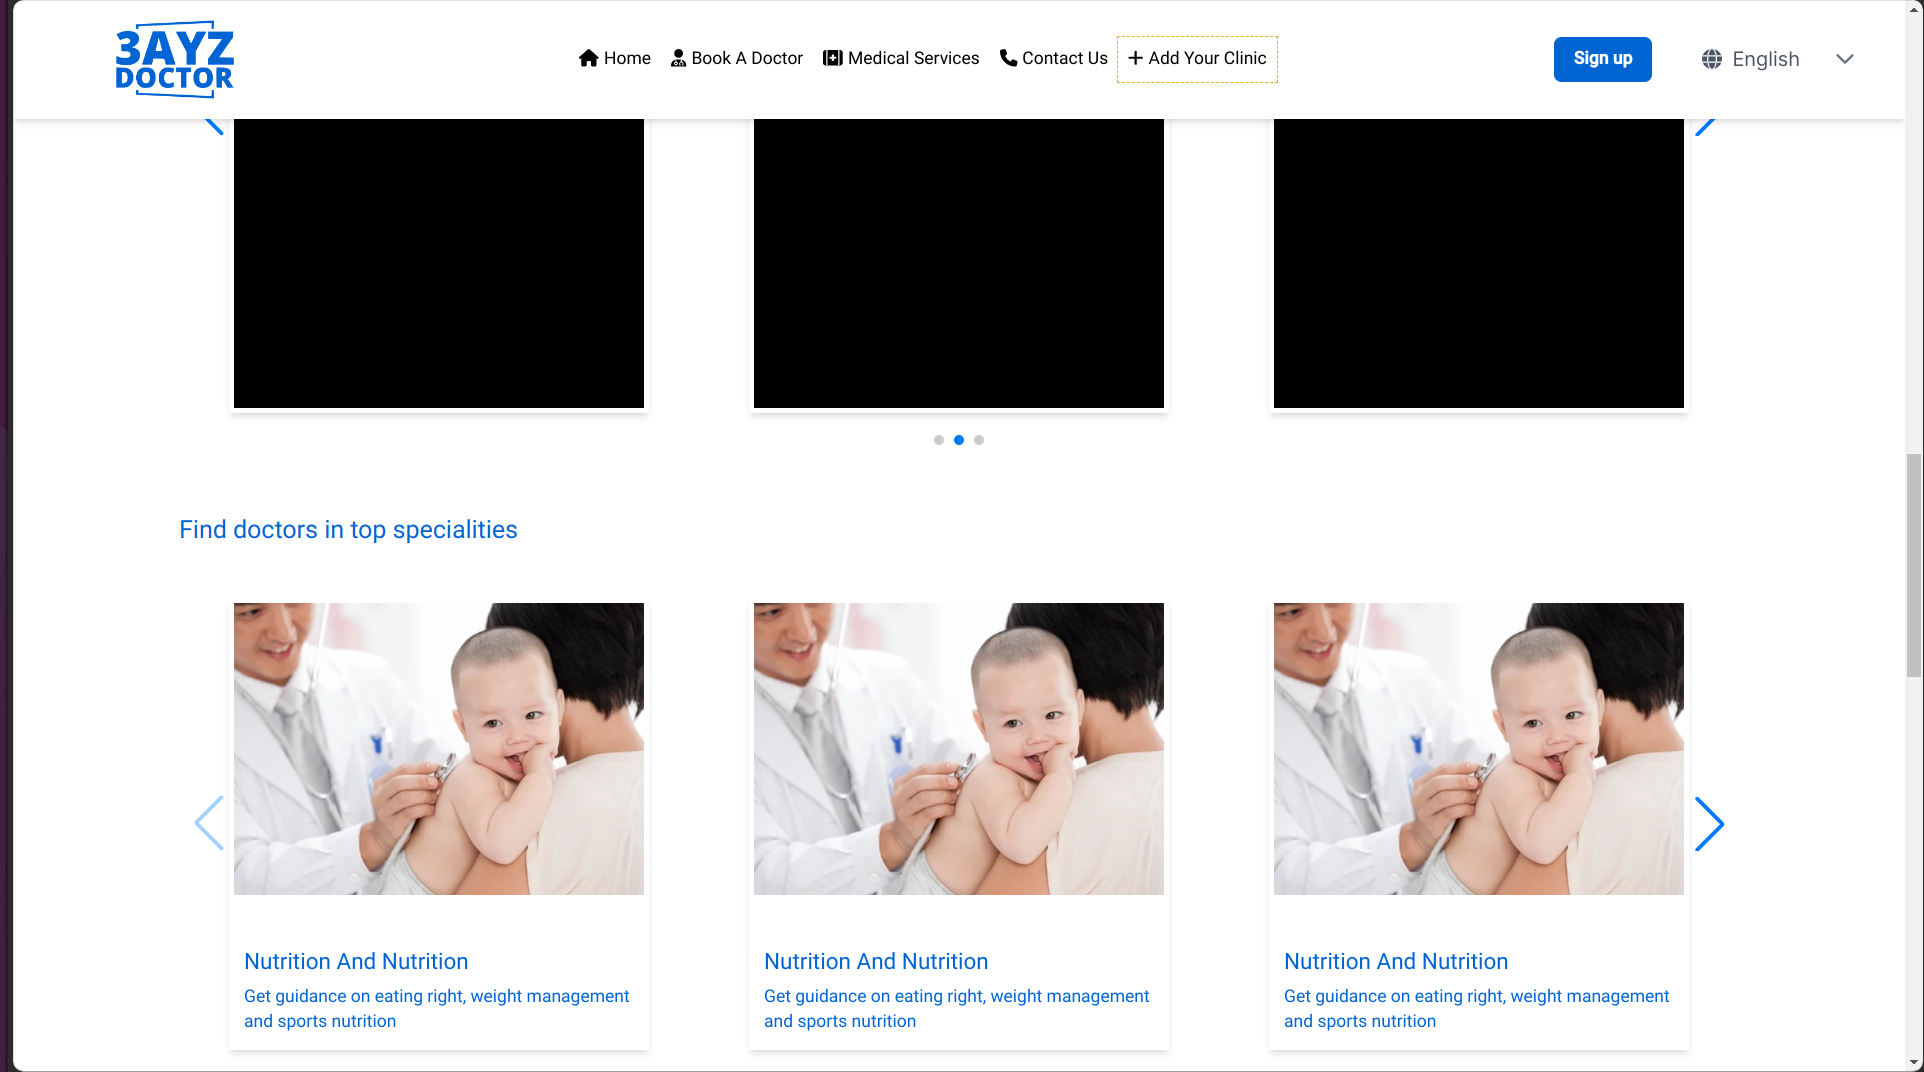 3AYZ
DOCTOR
Home
Book A Doctor
Medical Services
Contact Us
Add Your Clinic
Sign up
English
Find doctors in top specialities
Nutrition And Nutrition
Get guidance on eating right, weight management
and sports nutrition
Nutrition And Nutrition
Get guidance on eating right, weight management
and sports nutrition
Nutrition And Nutrition
Get guidance on eating right, weight management
and sports nutrition